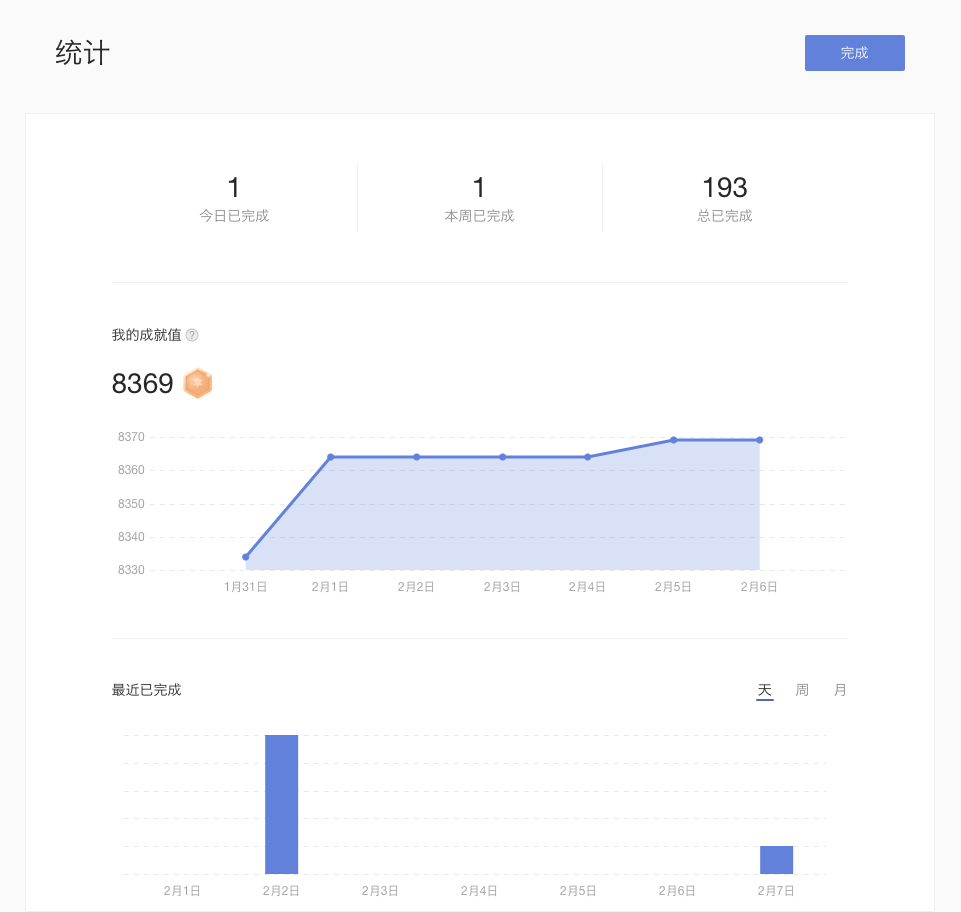 统计
完成
1
今日已完成
1
本周已完成
193
总已完成
我的成就值 ?
8369
8370
8360
8350
8340
8330
1月31日 2月1日 2月2日 2月3日 2月4日 2月5日 2月6日
最近已完成
天 周 月
2月1日 2月2日 2月3日 2月4日 2月5日 2月6日 2月7日